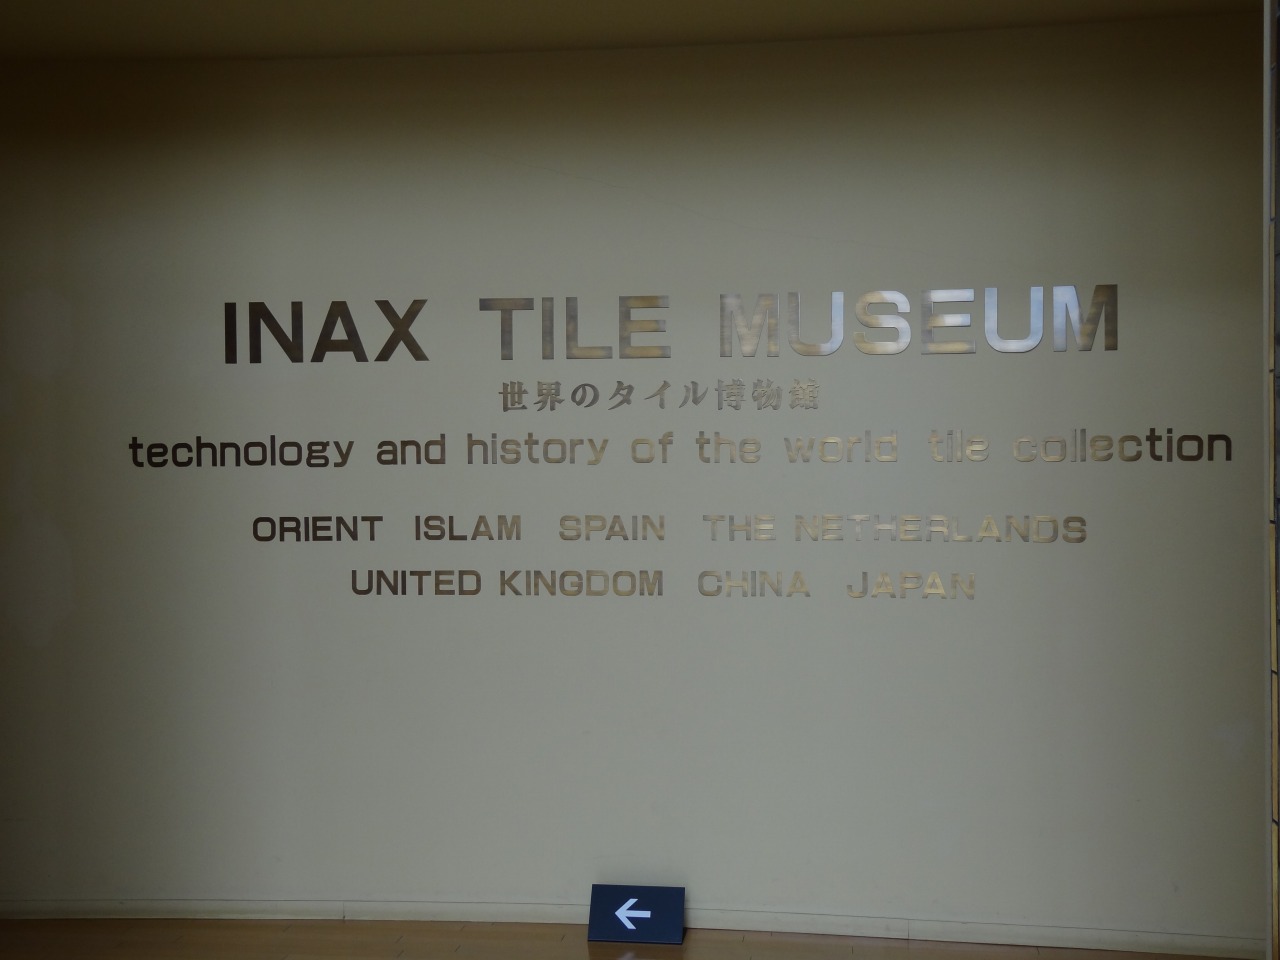 INAX TILE MUSEUM
世界のタイル博物館
technology and history of the world tile collection
ORIENT ISLAM SPAIN THE NETHERLANDS
UNITED KINGDOM CHINA JAPAN